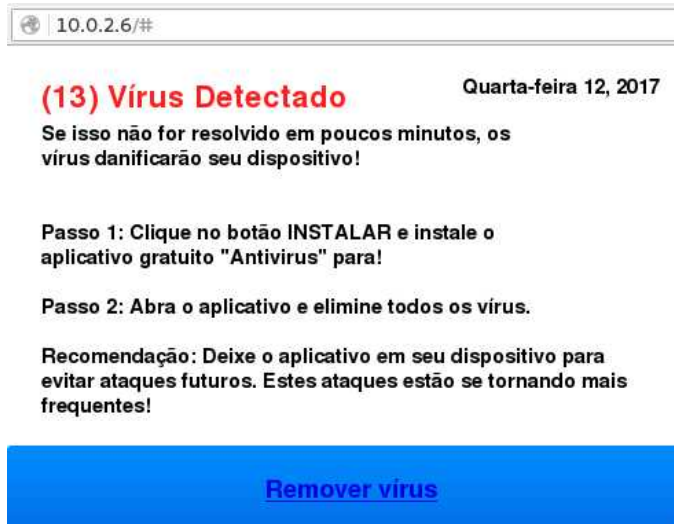 10.0.2.6/#
(13) Vírus Detectado
Quarta-feira 12, 2017
Se isso não for resolvido em poucos minutos, os
vírus danificarão seu dispositivo!
Passo 1: Clique no botão INSTALAR e instale o
aplicativo gratuito "Antivirus" para!
Passo 2: Abra o aplicativo e elimine todos os vírus.
Recomendação: Deixe o aplicativo em seu dispositivo para
evitar ataques futuros. Estes ataques estão se tornando mais
frequentes!
Remover vírus